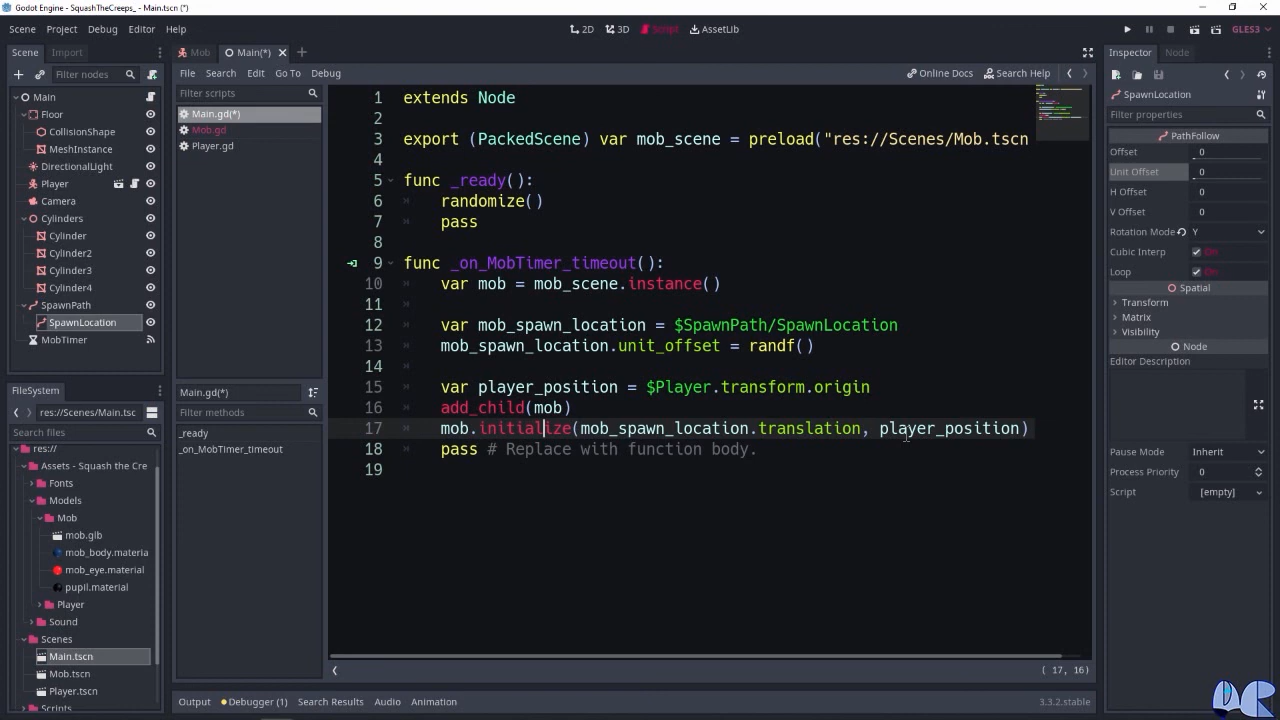 Godot Engine - SquashTheCreeps_ - Main.tscn (*)
Scene Project Debug Editor Help
2D 3D Script AssetLib
GLES3
Scene Import
Filter nodes
Main
Floor
CollisionShape
MeshInstance
DirectionalLight
Player
Camera
Cylinders
Cylinder
Cylinder2
Cylinder3
Cylinder4
SpawnPath
SpawnLocation
MobTimer
FileSystem
res://Scenes/Main.tsc
Search files
res://
Assets - Squash the Cre
Fonts
Models
Mob
mob.glb
mob_body.materia
mob_eye.material
pupil.material
Player
Sound
Scenes
Main.tscn
Mob.tscn
Player.tscn
Scripts
Mob Main(*)
File Search Edit Go To Debug
Online Docs Search Help
Filter scripts
Main.gd(*)
Mob.gd
Player.gd
Main.gd(*)
Filter methods
_ready
_on_MobTimer_timeout
1 extends Node
2
3 export (PackedScene) var mob_scene = preload("res://Scenes/Mob.tscn
4
5 func _ready():
6 randomize()
7 pass
8
9 func _on_MobTimer_timeout():
10 var mob = mob_scene.instance()
11
12 var mob_spawn_location = $SpawnPath/SpawnLocation
13 mob_spawn_location.unit_offset = randf()
14
15 var player_position = $Player.transform.origin
16 add_child(mob)
17 mob.initialize(mob_spawn_location.translation, player_position)
18 pass # Replace with function body.
19
( 17, 16)
Output Debugger (1) Search Results Audio Animation
3.3.2.stable
Inspector Node
SpawnLocation
Filter properties
PathFollow
Offset 0
Unit Offset 0
H Offset 0
V Offset 0
Rotation Mode Y
Cubic Interp On
Loop On
Spatial
Transform
Matrix
Visibility
Node
Editor Description
Pause Mode Inherit
Process Priority 0
Script [empty]